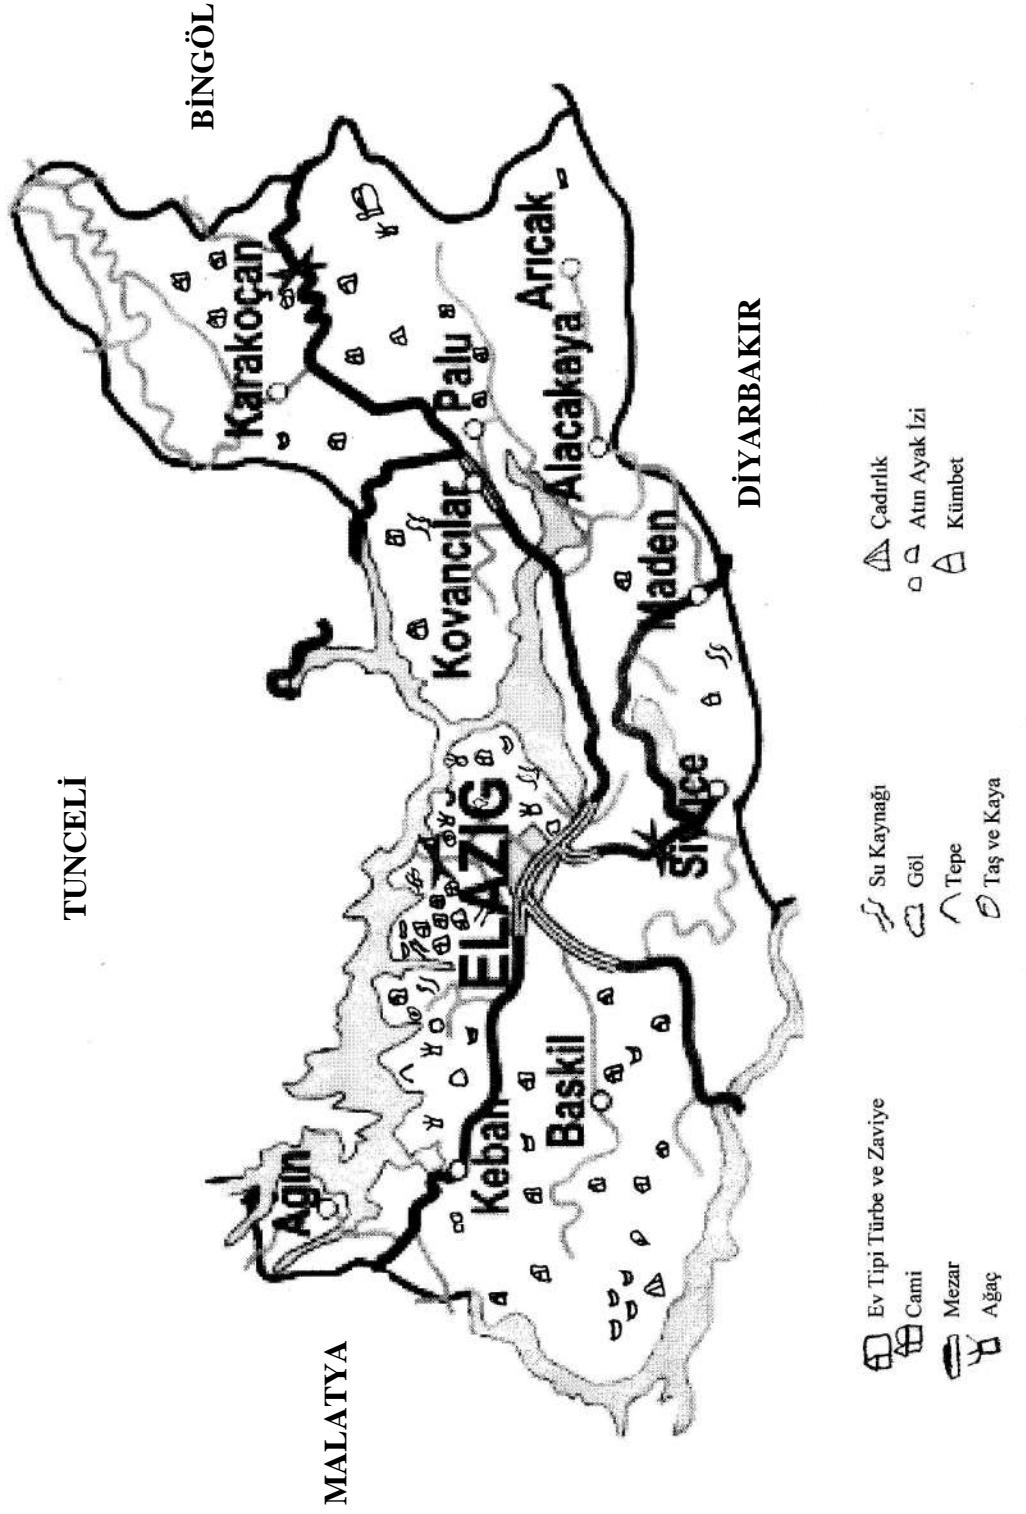 TUNCELİ
BİNGÖL
Karakoçan
Ağın
MALATYA
Kovancılar
Palu
ELAZIĞ
Keban
Arıcak
Baskil
Alacakaya
Maden
Sivrice
DİYARBAKIR
Ev Tipi Türbe ve Zaviye
Cami
Mezar
Ağaç
Su Kaynağı
Göl
Tepe
Taş ve Kaya
Çadırlık
Atın Ayak İzi
Kümbet